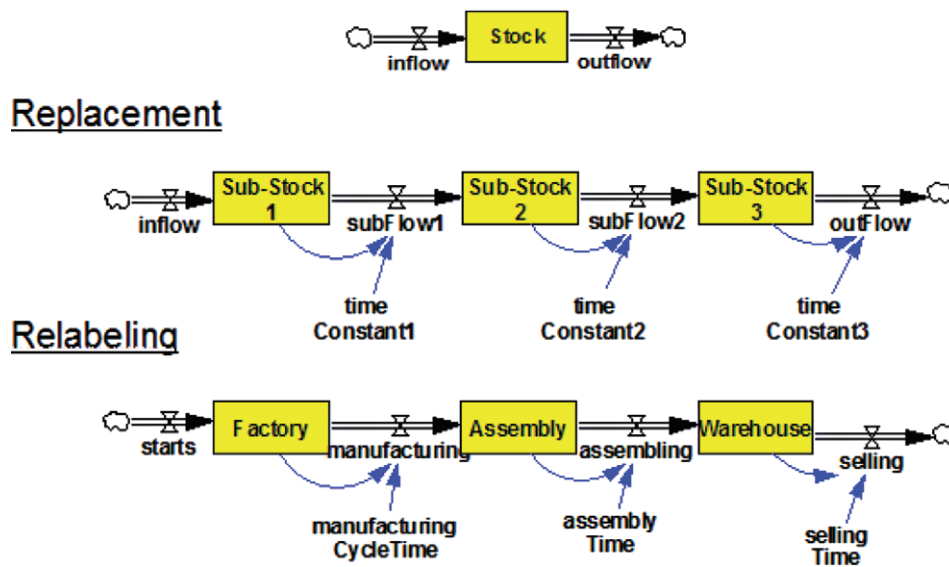 Stock
inflow
outflow
Replacement
Sub-Stock
1
Sub-Stock
2
Sub-Stock
3
inflow
subFlow1
subFlow2
outFlow
time
Constant1
time
Constant2
time
Constant3
Relabeling
Factory
Assembly
Warehouse
starts
manufacturing
assembling
selling
manufacturing
CycleTime
assembly
Time
selling
Time